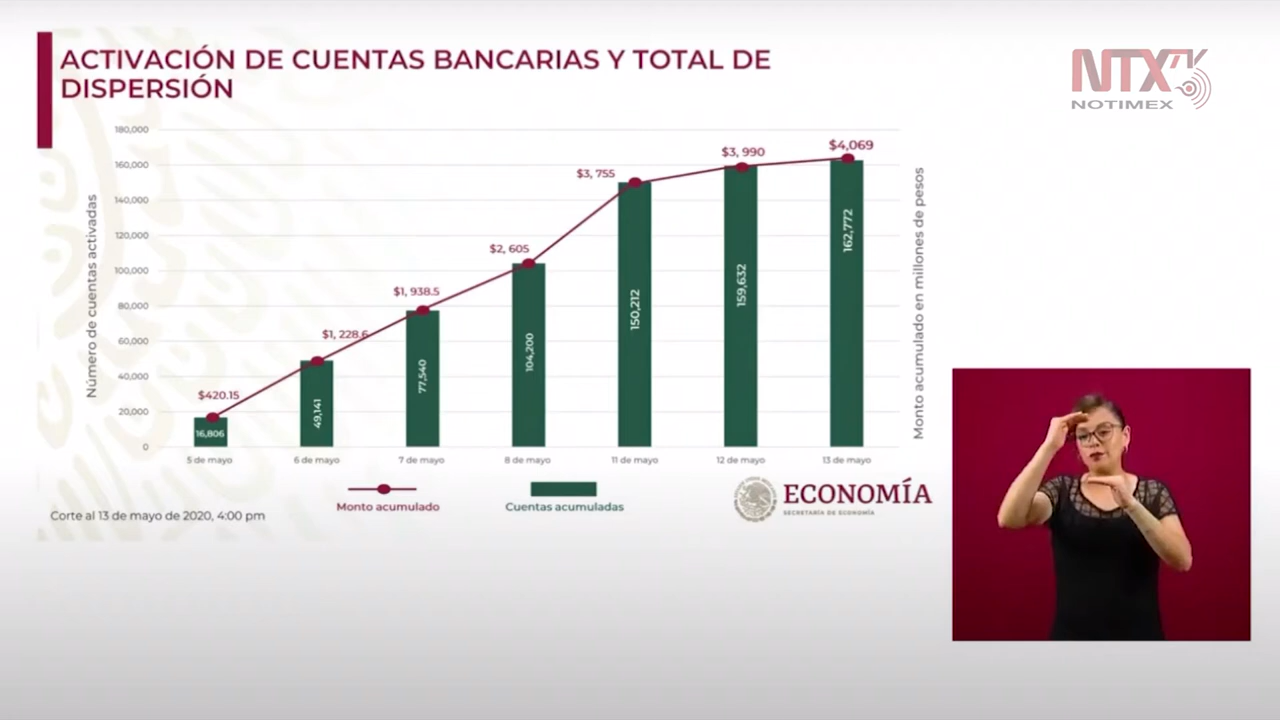 ACTIVACIÓN DE CUENTAS BANCARIAS Y TOTAL DE
DISPERSIÓN
NTX
NOTIMEX
Número de cuentas activadas
180,000
160,000
140,000
120,000
100,000
80,000
60,000
40,000
20,000
0
$420.15
$1, 228.6
$1, 938.5
$2, 605
$3, 755
$3, 990
$4,069
16,806
49,141
77,540
104,200
150,212
159,632
162,772
5 de mayo
6 de mayo
7 de mayo
8 de mayo
11 de mayo
12 de mayo
13 de mayo
Monto acumulado en millones de pesos
Monto acumulado
Cuentas acumuladas
ECONOMÍA
SECRETARÍA DE ECONOMÍA
Corte al 13 de mayo de 2020, 4:00 pm